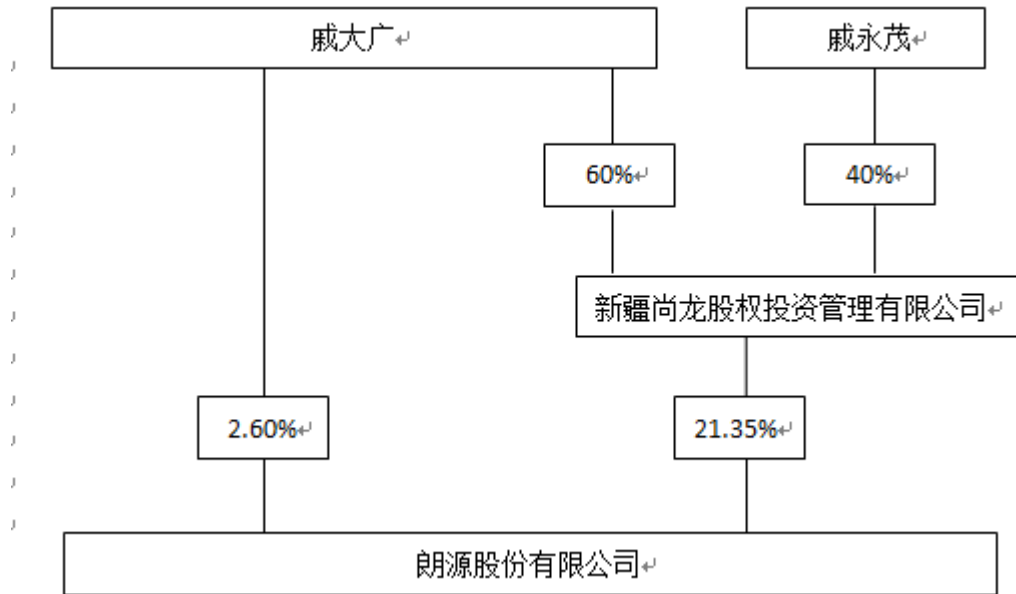 戚大广
戚永茂
60%
40%
新疆尚龙股权投资管理有限公司
2.60%
21.35%
朗源股份有限公司